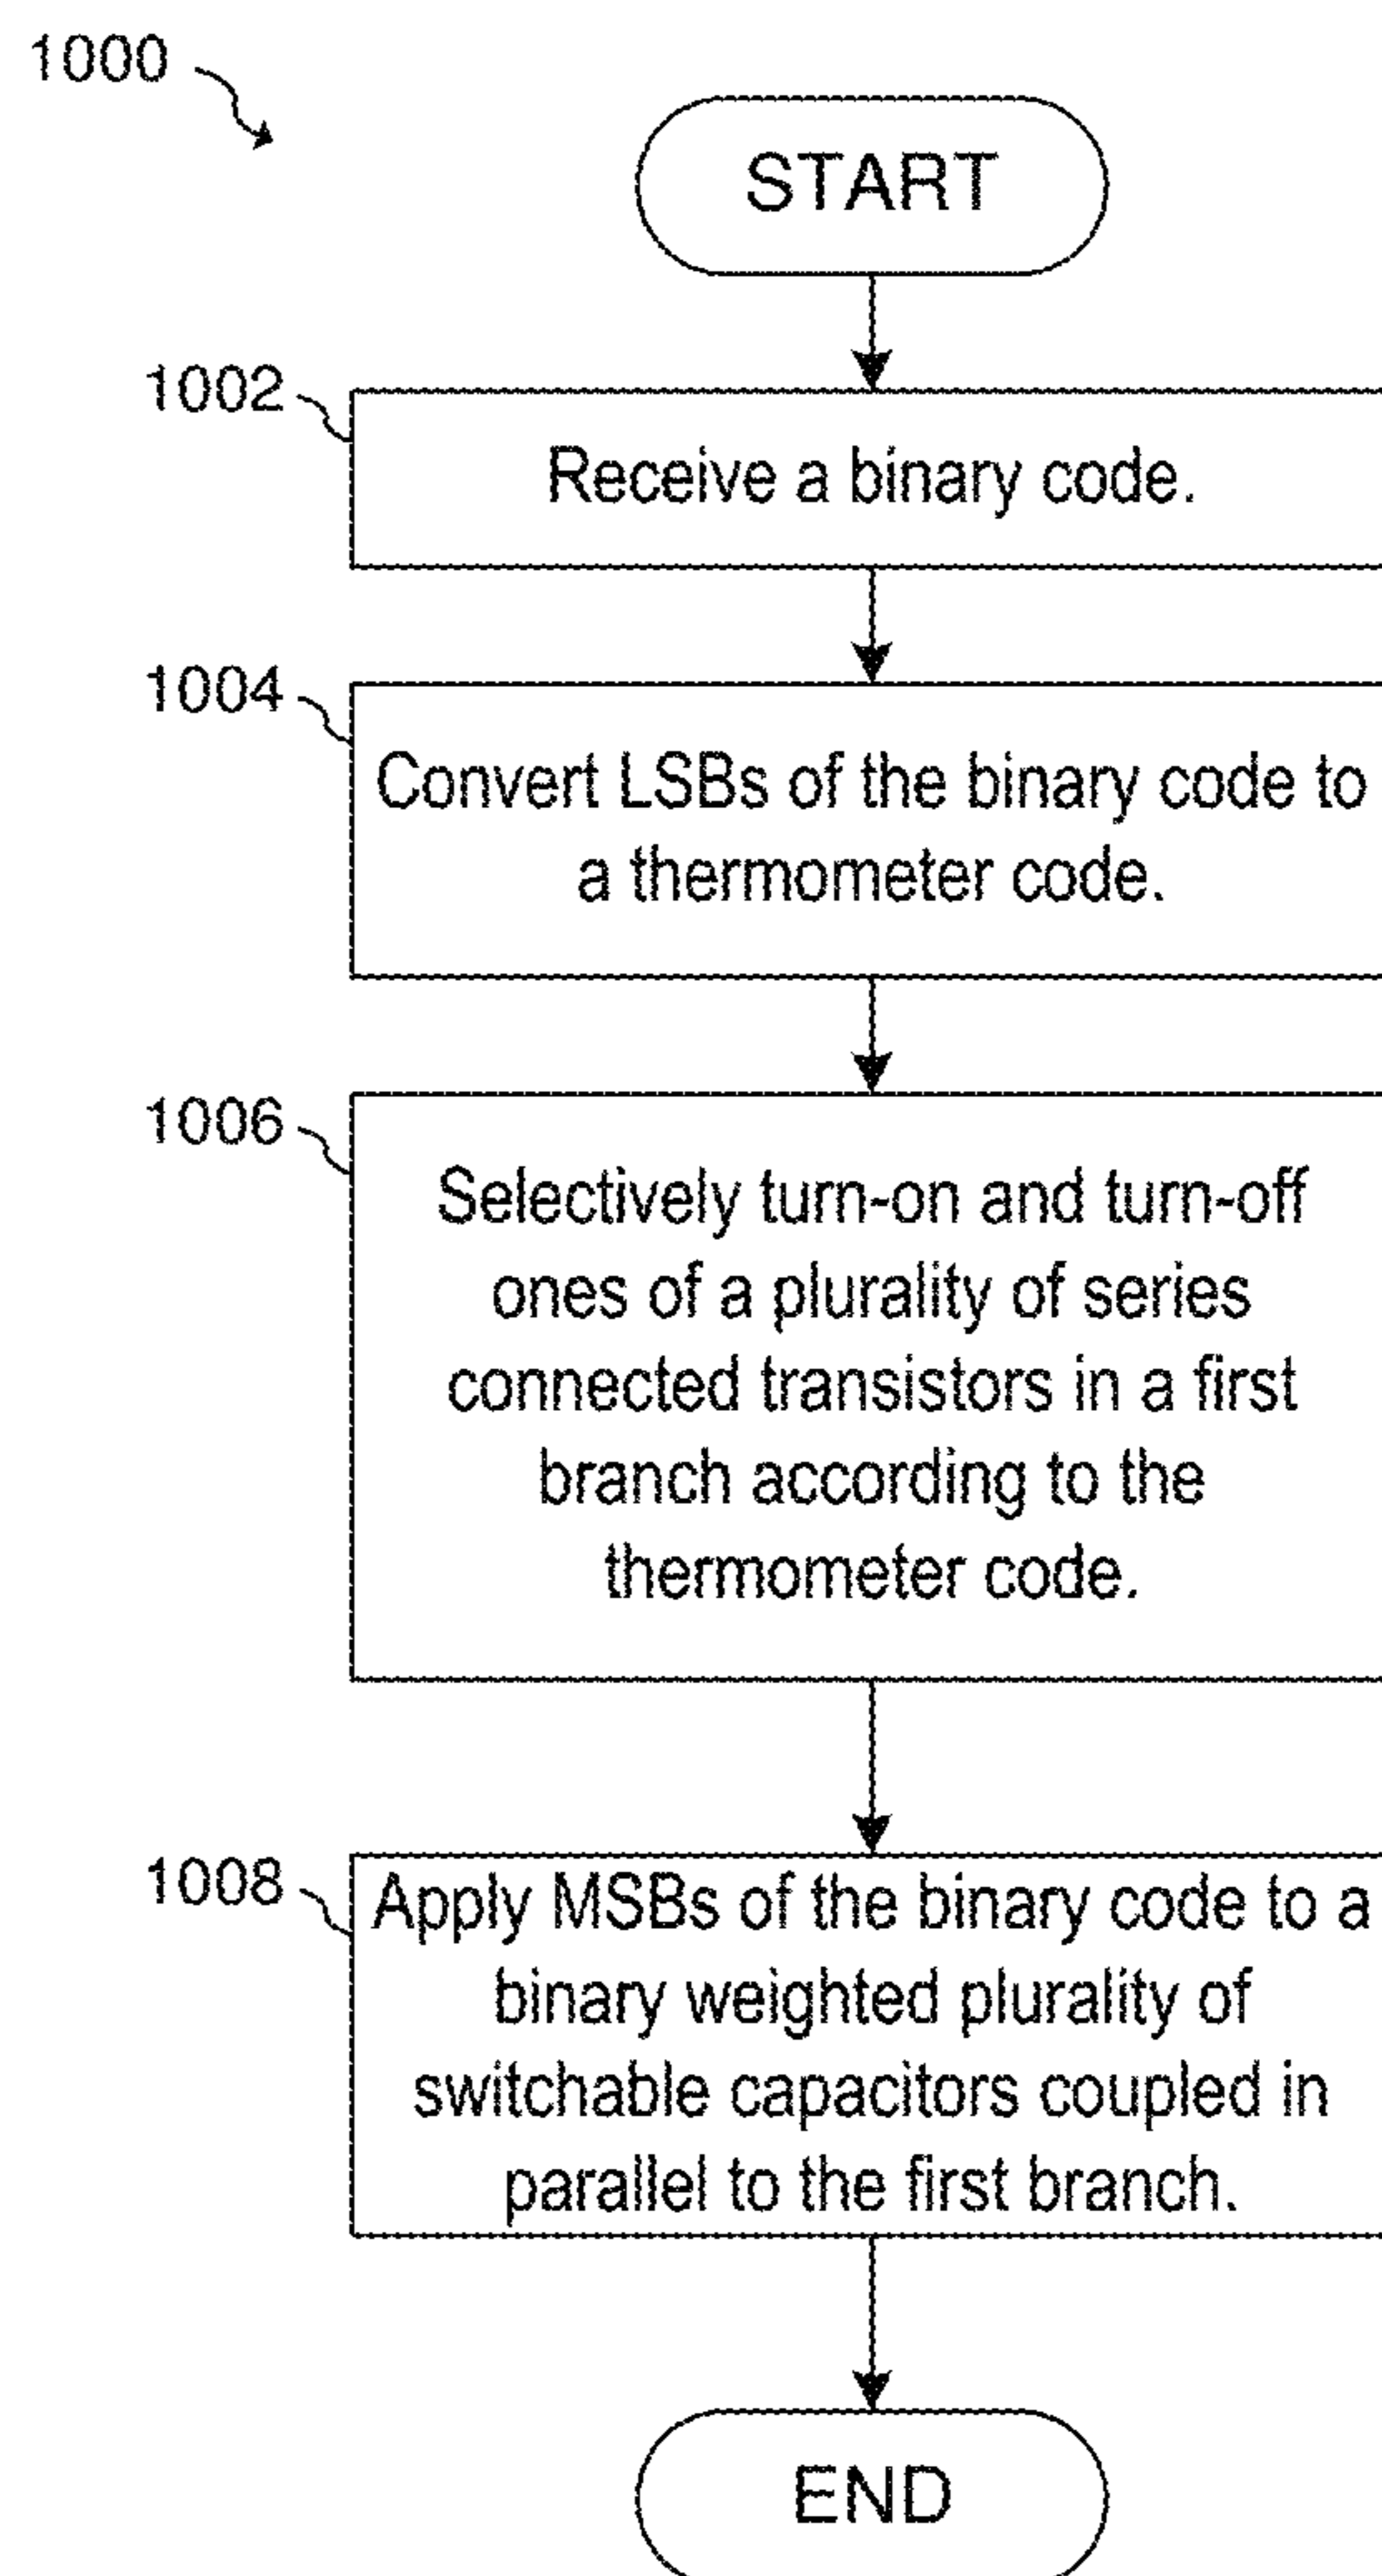 1000
START
1002
Receive a binary code.
1004
Convert LSBs of the binary code to
a thermometer code.
1006
Selectively turn-on and turn-off
ones of a plurality of series
connected transistors in a first
branch according to the
thermometer code.
1008
Apply MSBs of the binary code to a
binary weighted plurality of
switchable capacitors coupled in
parallel to the first branch.
END